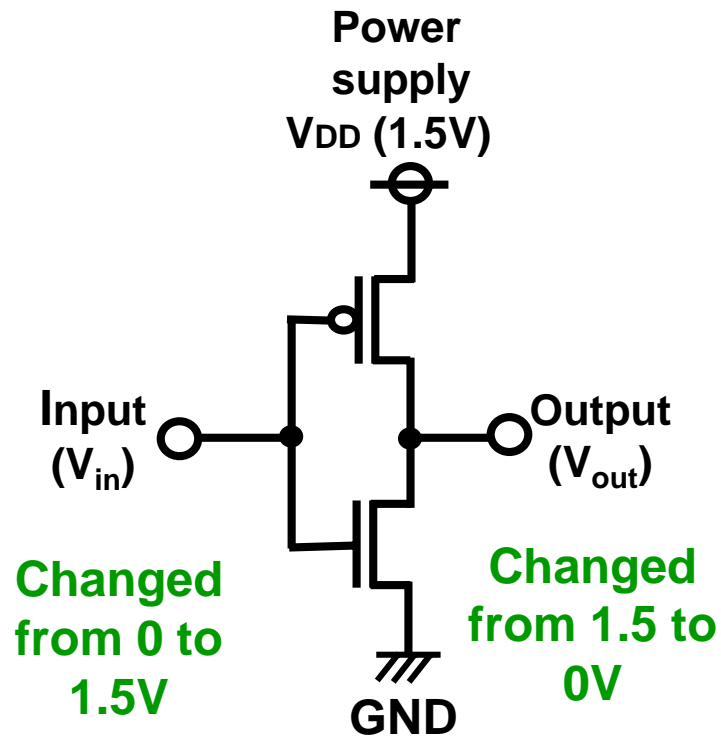 Power
supply
VDD (1.5V)
Input
(Vin)
Output
(Vout)
Changed
from 0 to
1.5V
Changed
from 1.5 to
0V
GND